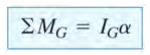 ΣM_G = I_Gα